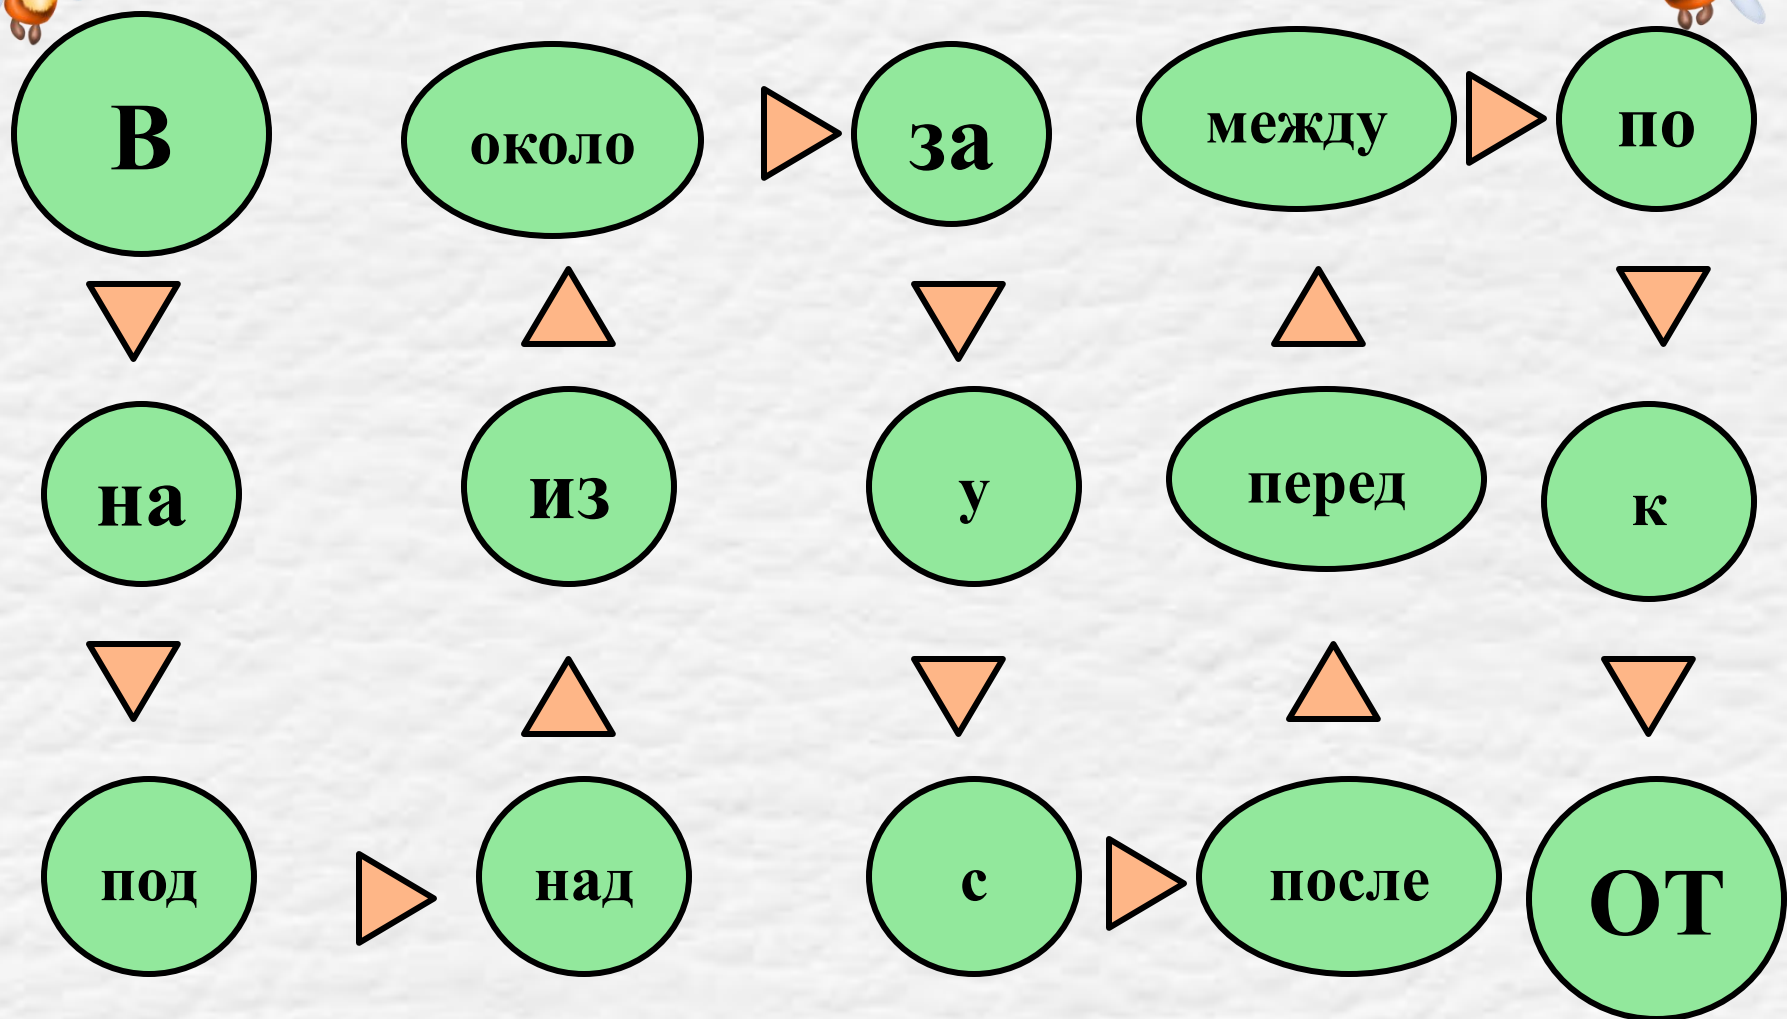 В
на
под
над
из
около
за
у
с
после
перед
между
по
к
ОТ